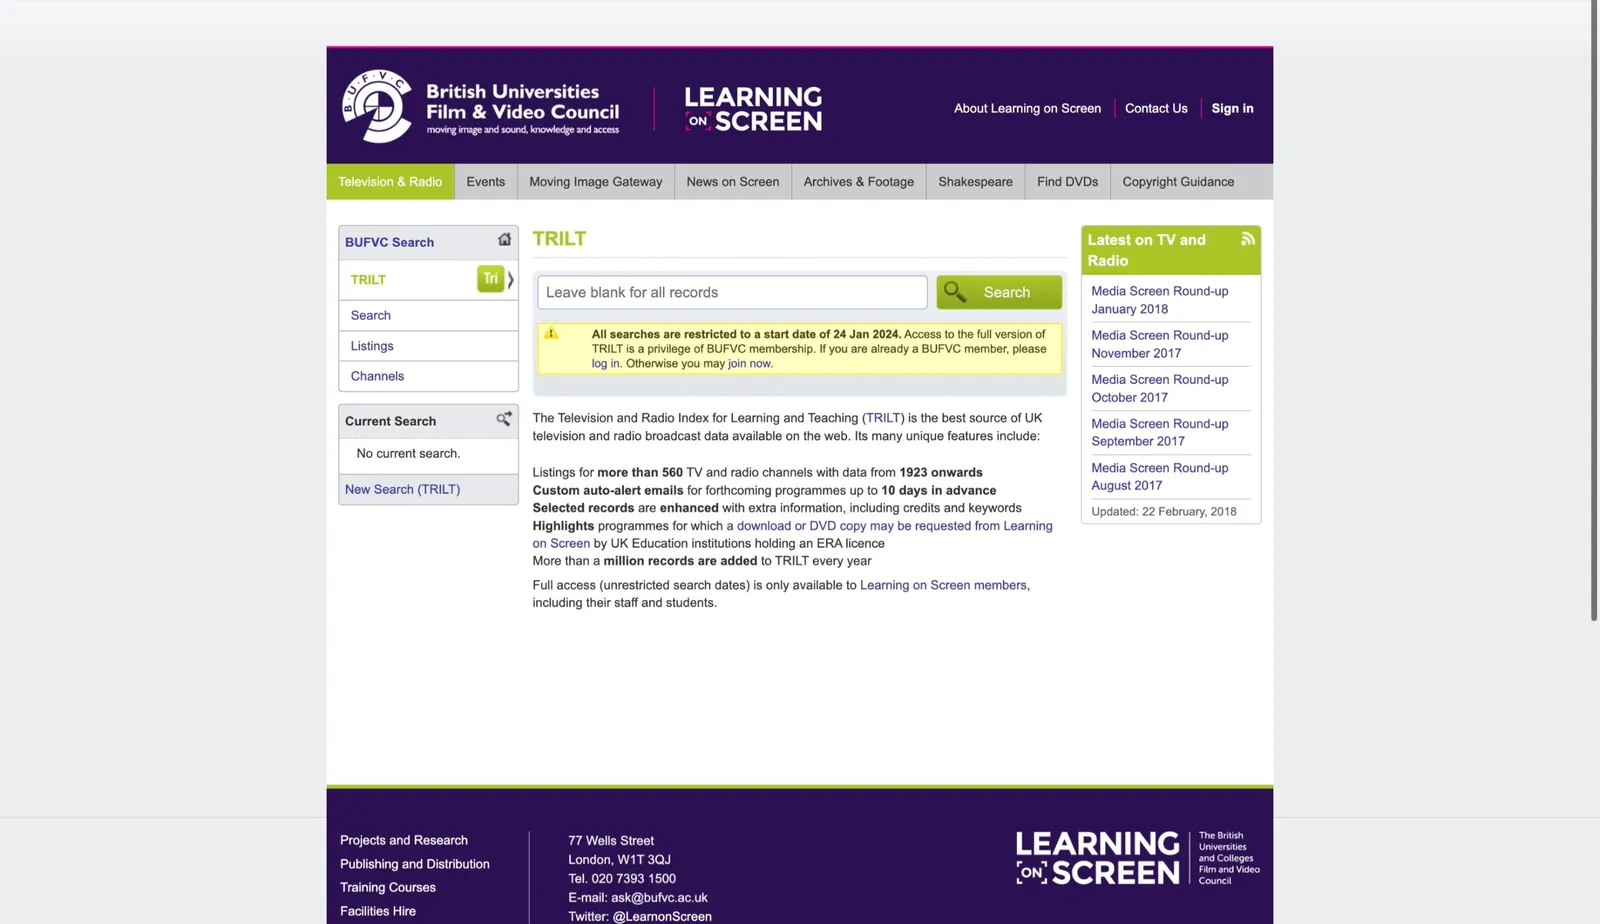 B·U·F·V·C
British Universities
Film & Video Council
moving image and sound, knowledge and access
LEARNING
ON SCREEN
About Learning on Screen
Contact Us
Sign in
Television & Radio
Events
Moving Image Gateway
News on Screen
Archives & Footage
Shakespeare
Find DVDs
Copyright Guidance
BUFVC Search
TRILT
Tri
Search
Listings
Channels
Current Search
No current search.
New Search (TRILT)
TRILT
Leave blank for all records
Search
All searches are restricted to a start date of 24 Jan 2024. Access to the full version of
TRILT is a privilege of BUFVC membership. If you are already a BUFVC member, please
log in. Otherwise you may join now.
The Television and Radio Index for Learning and Teaching (TRILT) is the best source of UK
television and radio broadcast data available on the web. Its many unique features include:
Listings for more than 560 TV and radio channels with data from 1923 onwards
Custom auto-alert emails for forthcoming programmes up to 10 days in advance
Selected records are enhanced with extra information, including credits and keywords
Highlights programmes for which a download or DVD copy may be requested from Learning
on Screen by UK Education institutions holding an ERA licence
More than a million records are added to TRILT every year
Full access (unrestricted search dates) is only available to Learning on Screen members,
including their staff and students.
Latest on TV and
Radio
Media Screen Round-up
January 2018
Media Screen Round-up
November 2017
Media Screen Round-up
October 2017
Media Screen Round-up
September 2017
Media Screen Round-up
August 2017
Updated: 22 February, 2018
Projects and Research
Publishing and Distribution
Training Courses
Facilities Hire
77 Wells Street
London, W1T 3QJ
Tel. 020 7393 1500
E-mail: ask@bufvc.ac.uk
Twitter: @LearnonScreen
LEARNING
ON SCREEN
The British
Universities
and Colleges
Film and Video
Council